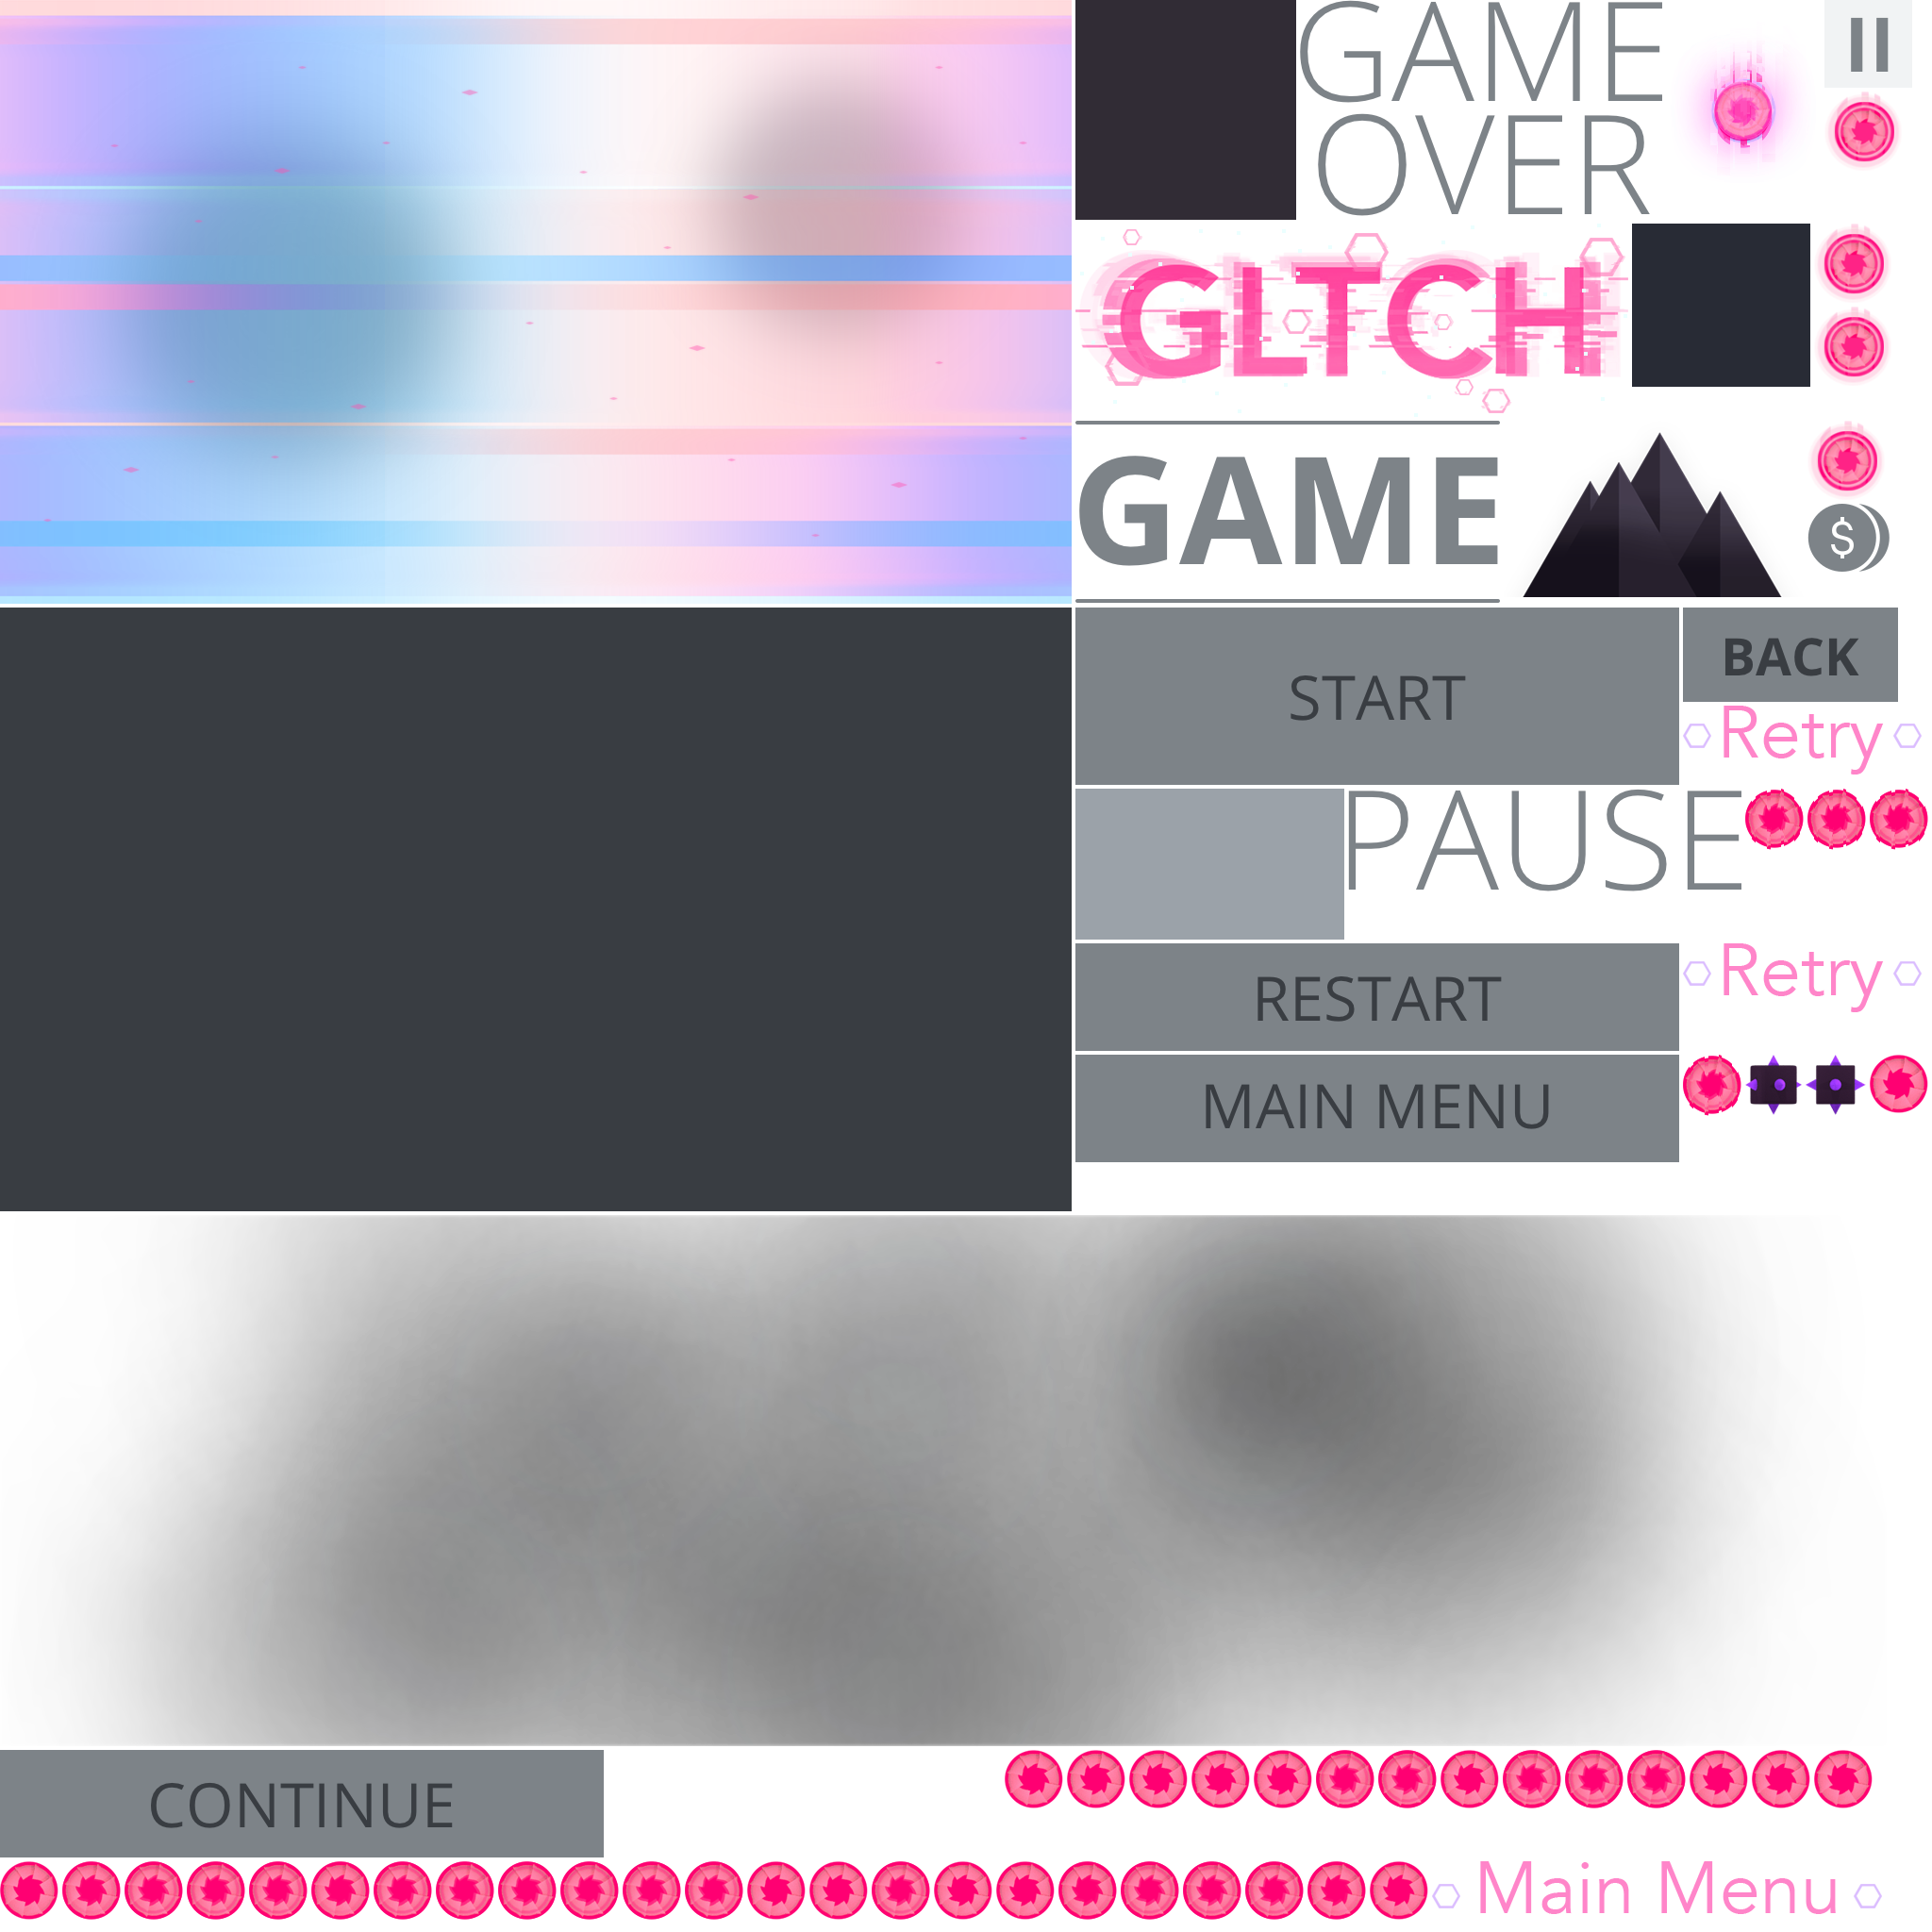 GAME
OVER
GLTCH
GAME
$
START
BACK
Retry
PAUSE
RESTART
Retry
MAIN MENU
CONTINUE
Main Menu